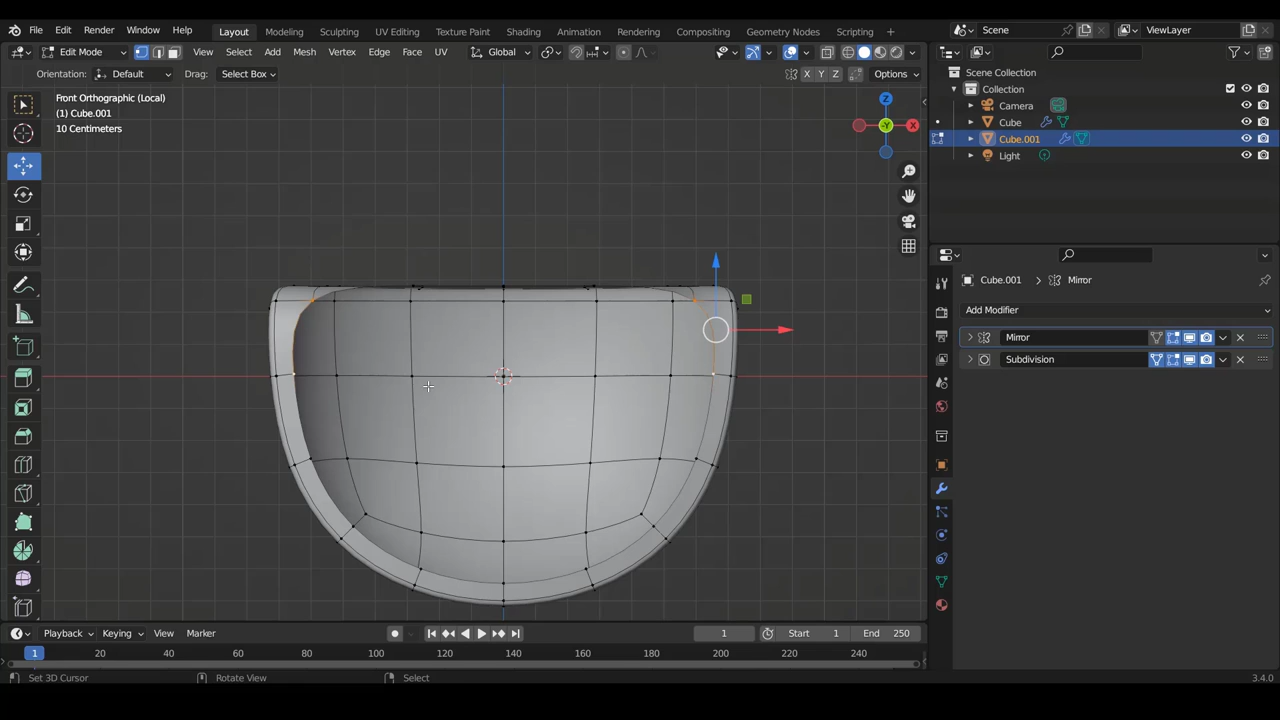 File Edit Render Window Help Layout Modeling Sculpting UV Editing Texture Paint Shading Animation Rendering Compositing Geometry Nodes Scripting + Scene ViewLayer
Edit Mode View Select Add Mesh Vertex Edge Face UV Global
Orientation: Default Drag: Select Box X Y Z Options
Front Orthographic (Local)
(1) Cube.001
10 Centimeters
Z
-Y
X
Scene Collection
Collection
Camera
Cube
Cube.001
Light
Cube.001 > Mirror
Add Modifier
Mirror
Subdivision
Playback Keying View Marker 1 Start 1 End 250
1 20 40 60 80 100 120 140 160 180 200 220 240
Set 3D Cursor Rotate View Select 3.4.0